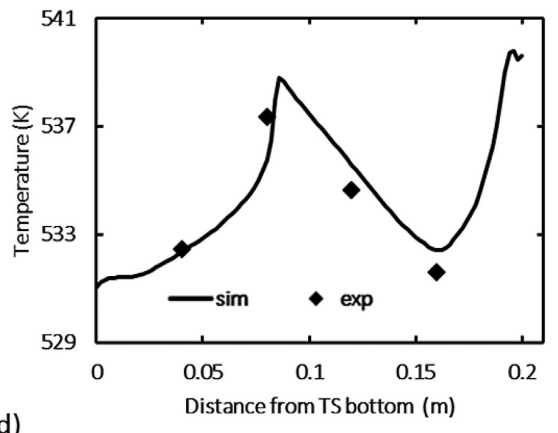 541
537
533
529
Temperature (K)
sim
exp
0
0.05
0.1
0.15
0.2
Distance from TS bottom (m)
d)